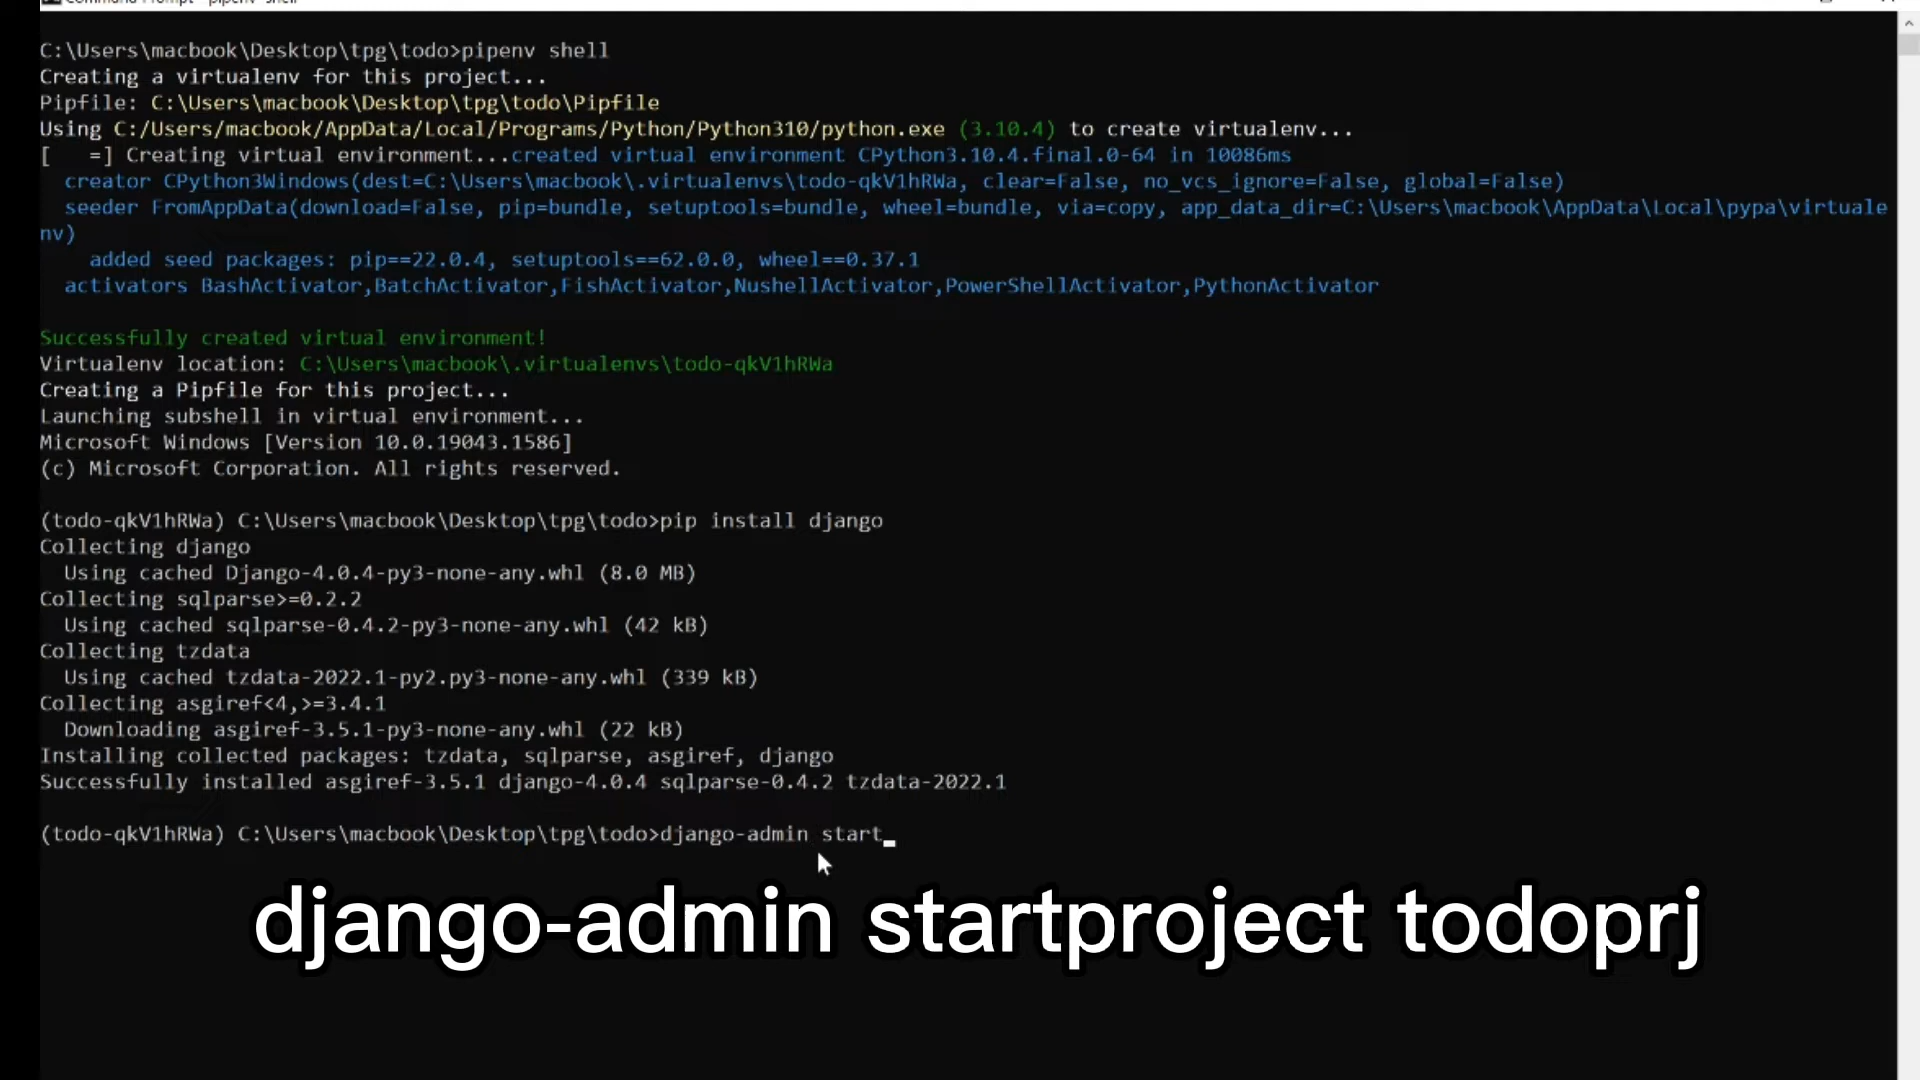 Command Prompt - pipenv shell
C:\Users\macbook\Desktop\tpg\todo>pipenv shell
Creating a virtualenv for this project...
Pipfile: C:\Users\macbook\Desktop\tpg\todo\Pipfile
Using C:/Users/macbook/AppData/Local/Programs/Python/Python310/python.exe (3.10.4) to create virtualenv...
[   =] Creating virtual environment...created virtual environment CPython3.10.4.final.0-64 in 10086ms
  creator CPython3Windows(dest=C:\Users\macbook\.virtualenvs\todo-qkV1hRWa, clear=False, no_vcs_ignore=False, global=False)
  seeder FromAppData(download=False, pip=bundle, setuptools=bundle, wheel=bundle, via=copy, app_data_dir=C:\Users\macbook\AppData\Local\pypa\virtuale
nv)
    added seed packages: pip==22.0.4, setuptools==62.0.0, wheel==0.37.1
  activators BashActivator,BatchActivator,FishActivator,NushellActivator,PowerShellActivator,PythonActivator
Successfully created virtual environment!
Virtualenv location: C:\Users\macbook\.virtualenvs\todo-qkV1hRWa
Creating a Pipfile for this project...
Launching subshell in virtual environment...
Microsoft Windows [Version 10.0.19043.1586]
(c) Microsoft Corporation. All rights reserved.
(todo-qkV1hRWa) C:\Users\macbook\Desktop\tpg\todo>pip install django
Collecting django
  Using cached Django-4.0.4-py3-none-any.whl (8.0 MB)
Collecting sqlparse>=0.2.2
  Using cached sqlparse-0.4.2-py3-none-any.whl (42 kB)
Collecting tzdata
  Using cached tzdata-2022.1-py2.py3-none-any.whl (339 kB)
Collecting asgiref<4,>=3.4.1
  Downloading asgiref-3.5.1-py3-none-any.whl (22 kB)
Installing collected packages: tzdata, sqlparse, asgiref, django
Successfully installed asgiref-3.5.1 django-4.0.4 sqlparse-0.4.2 tzdata-2022.1
(todo-qkV1hRWa) C:\Users\macbook\Desktop\tpg\todo>django-admin start_
django-admin startproject todoprj